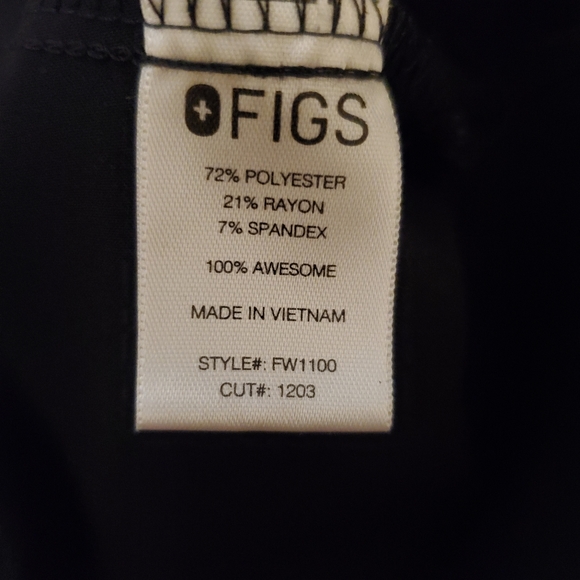 FIGS
72% POLYESTER
21% RAYON
7% SPANDEX
100% AWESOME
MADE IN VIETNAM
STYLE#: FW1100
CUT#: 1203